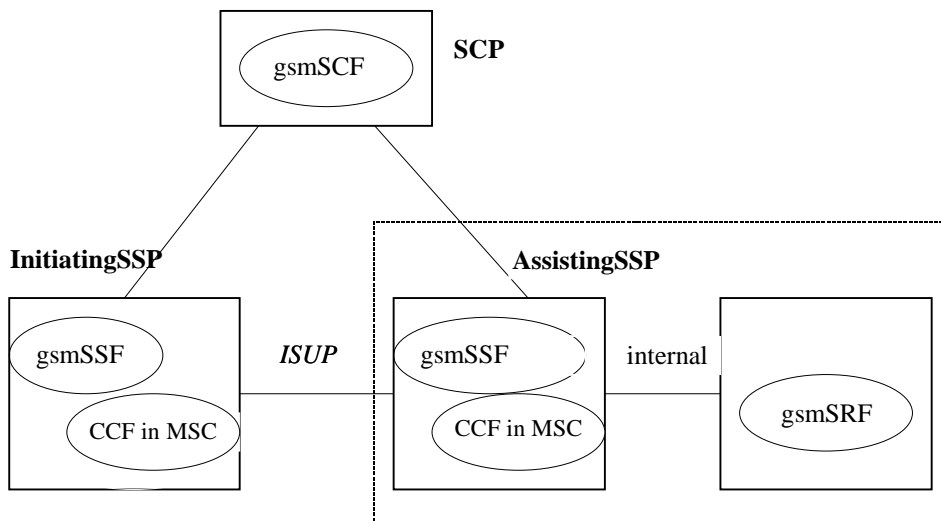 SCP
gsmSCF
InitiatingSSP
AssistingSSP
gsmSSF
ISUP
gsmSSF
internal
CCF in MSC
CCF in MSC
gsmSRF